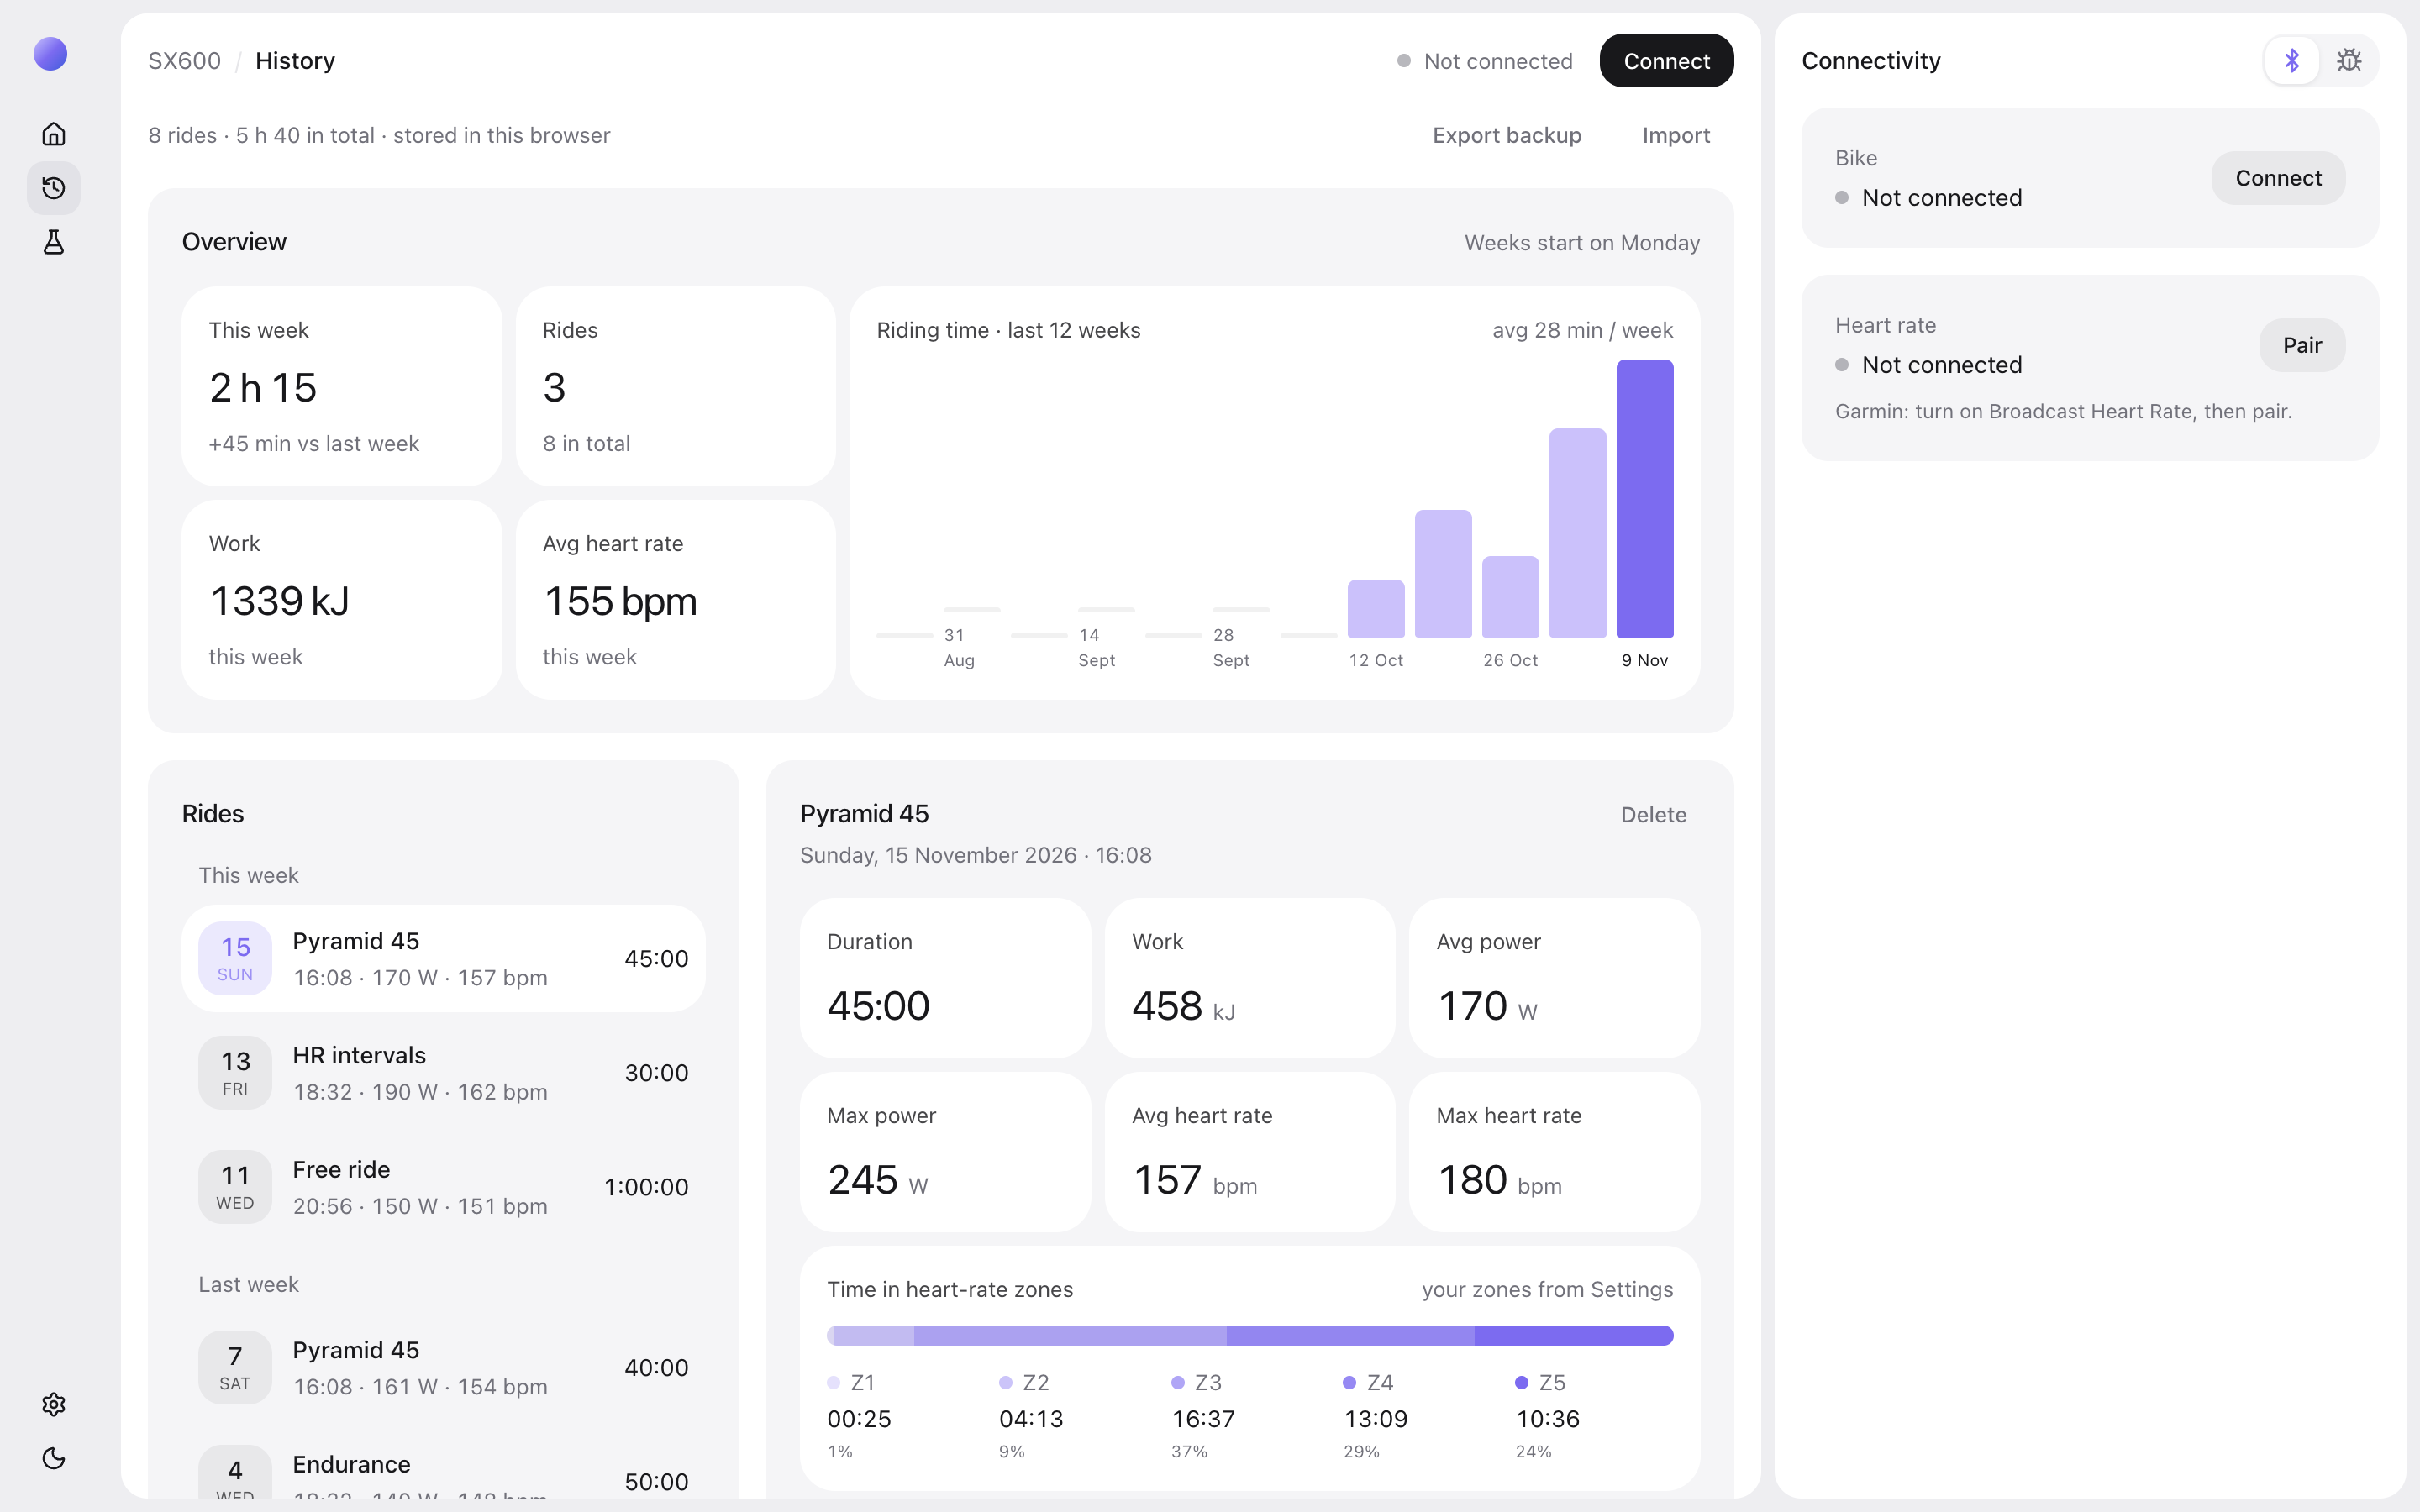 SX600 / History
Not connected
Connect
8 rides · 5 h 40 in total · stored in this browser
Export backup
Import
Overview
Weeks start on Monday
This week
2 h 15
+45 min vs last week
Rides
3
8 in total
Work
1339 kJ
this week
Avg heart rate
155 bpm
this week
Riding time · last 12 weeks
avg 28 min / week
31 Aug
14 Sept
28 Sept
12 Oct
26 Oct
9 Nov
Rides
This week
15 SUN
Pyramid 45
16:08 · 170 W · 157 bpm
45:00
13 FRI
HR intervals
18:32 · 190 W · 162 bpm
30:00
11 WED
Free ride
20:56 · 150 W · 151 bpm
1:00:00
Last week
7 SAT
Pyramid 45
16:08 · 161 W · 154 bpm
40:00
4 WED
Endurance
18:32 · 140 W · 148 bpm
50:00
Pyramid 45
Delete
Sunday, 15 November 2026 · 16:08
Duration
45:00
Work
458 kJ
Avg power
170 W
Max power
245 W
Avg heart rate
157 bpm
Max heart rate
180 bpm
Time in heart-rate zones
your zones from Settings
Z1
00:25
1%
Z2
04:13
9%
Z3
16:37
37%
Z4
13:09
29%
Z5
10:36
24%
Connectivity
Bike
Not connected
Connect
Heart rate
Not connected
Pair
Garmin: turn on Broadcast Heart Rate, then pair.